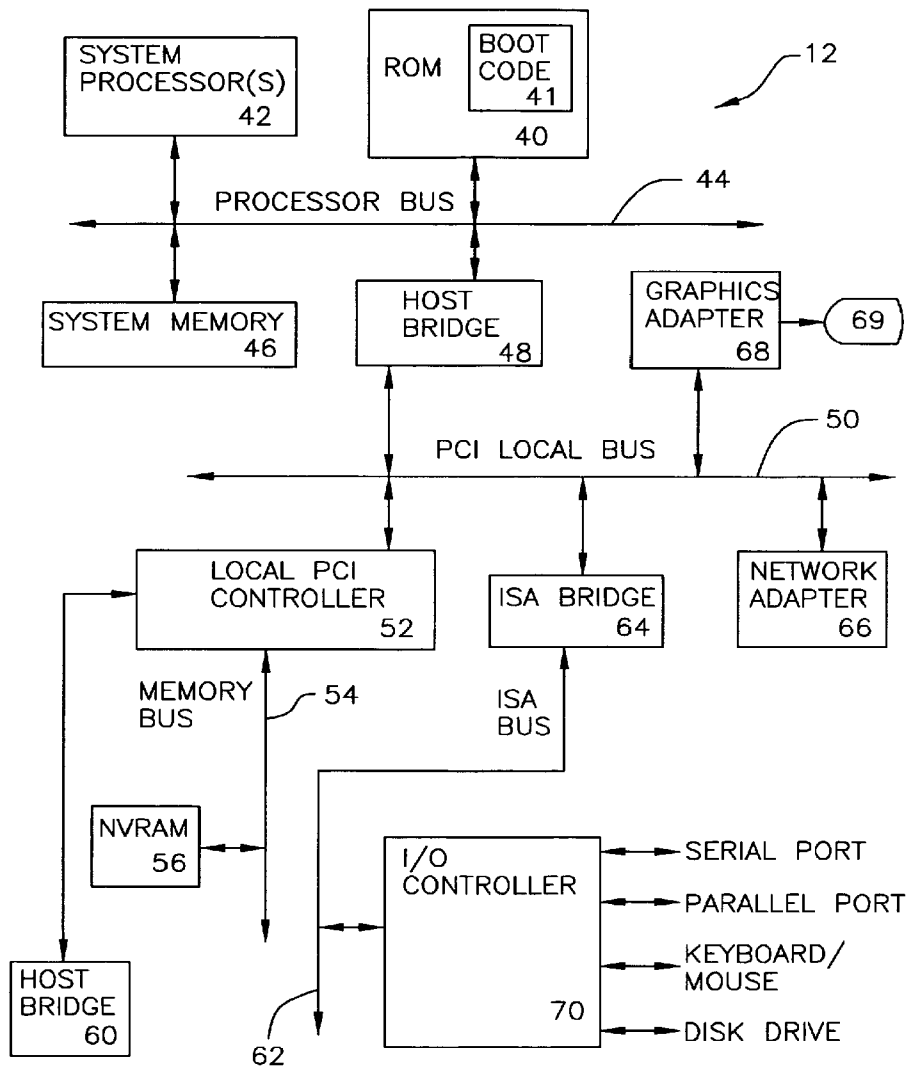 SYSTEM
PROCESSOR(S)
42
ROM
BOOT
CODE
41
40
12
PROCESSOR BUS
44
SYSTEM MEMORY
46
HOST
BRIDGE
48
GRAPHICS
ADAPTER
68
69
PCI LOCAL BUS
50
LOCAL PCI
CONTROLLER
52
ISA BRIDGE
64
NETWORK
ADAPTER
66
MEMORY
BUS
54
ISA
BUS
NVRAM
56
I/O
CONTROLLER
70
SERIAL PORT
PARALLEL PORT
KEYBOARD/
MOUSE
DISK DRIVE
HOST
BRIDGE
60
62